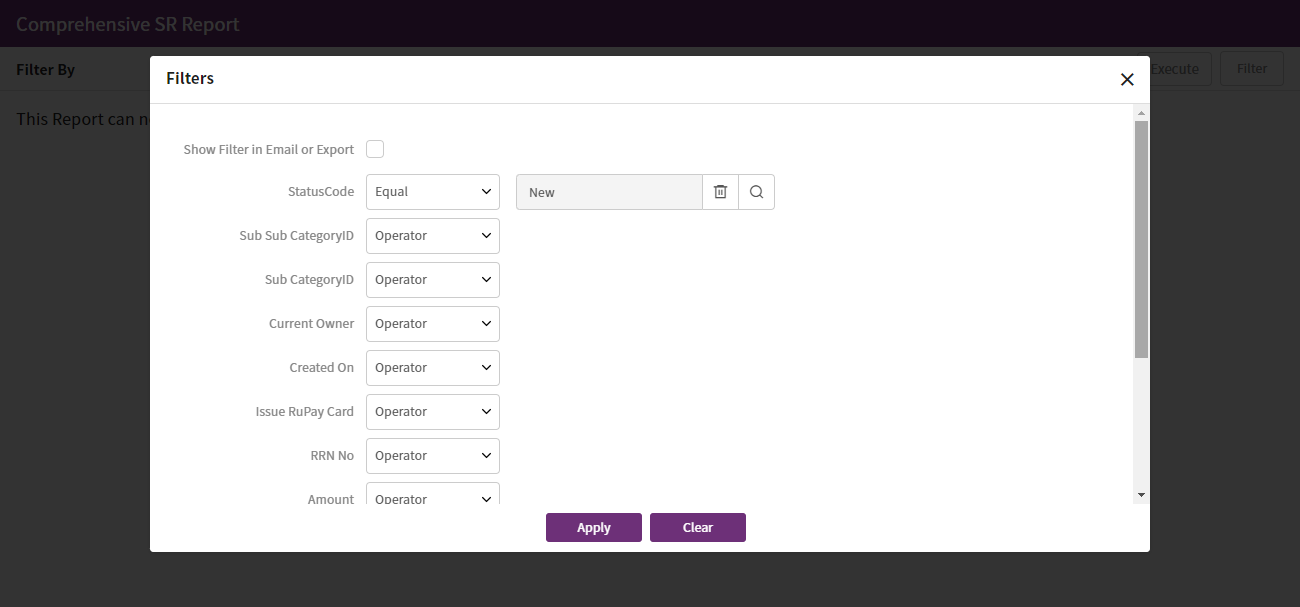 Comprehensive SR Report
Filter By
Execute
Filter
This Report can n
Filters
Show Filter in Email or Export
StatusCode Equal New
Sub Sub CategoryID Operator
Sub CategoryID Operator
Current Owner Operator
Created On Operator
Issue RuPay Card Operator
RRN No Operator
Amount Operator
Apply Clear